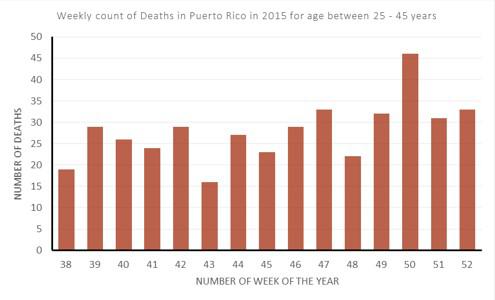 Weekly count of Deaths in Puerto Rico in 2015 for age between 25 - 45 years
50
45
40
35
30
25
20
15
10
5
0
NUMBER OF DEATHS
38 39 40 41 42 43 44 45 46 47 48 49 50 51 52
NUMBER OF WEEK OF THE YEAR